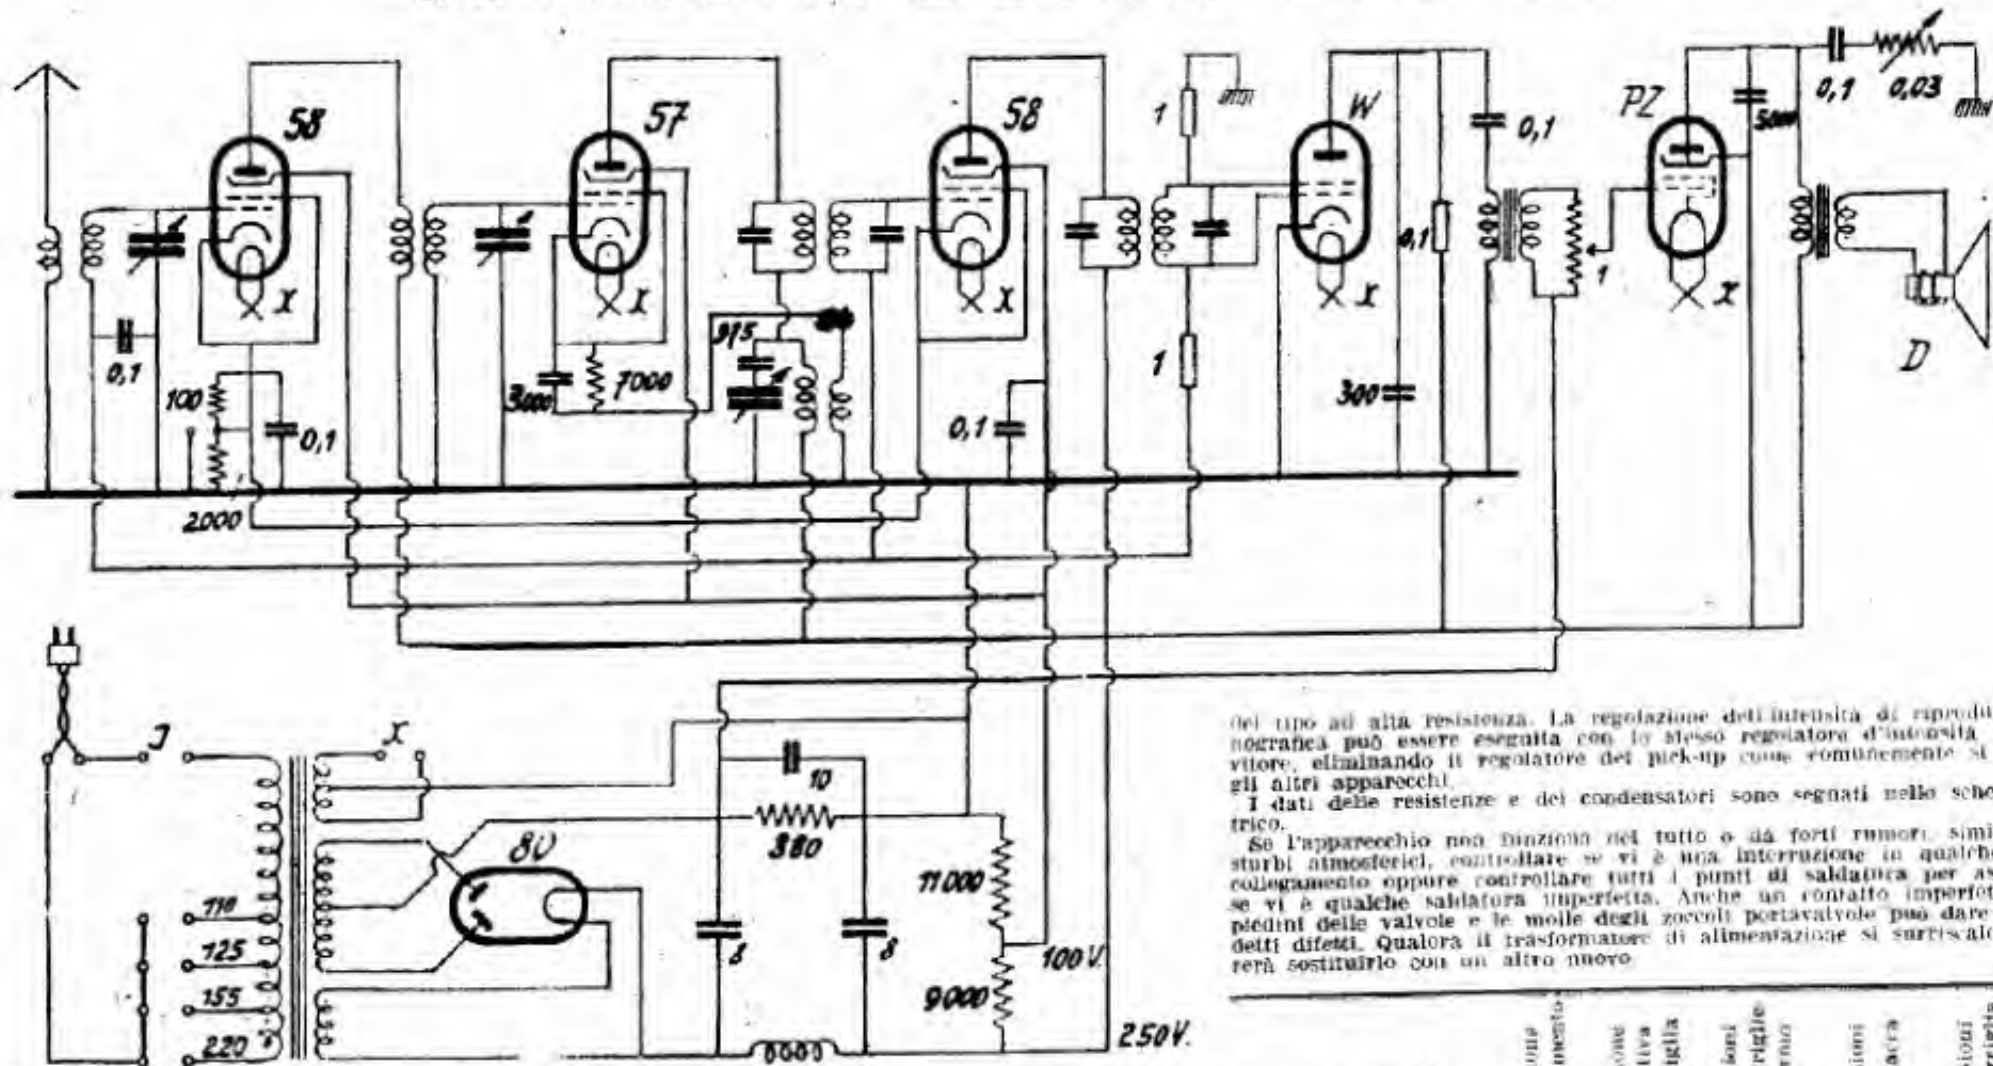 58
57
58
W
PZ
0,1
0,03
5000
1
0,1
0,1
1
X
X
X
X
X
0,1
100
0,1
2000
3000
7000
975
0,1
1
300
D
J
X
110
125
155
220
80
10
380
8
8
11000
9000
100 V.
250 V.
del tipo ad alta resistenza. La regolazione dell'intensità di riprodu
nografica può essere eseguita con lo stesso regolatore d'intensità
vitore, eliminando il regolatore del pick-up come comunemente si
gli altri apparecchi.
I dati delle resistenze e dei condensatori sono segnati nello sche
trico.
Se l'apparecchio non funziona del tutto o dà forti rumori simi
sturbi atmosferici, controllare se vi è una interruzione in qualche
collegamento oppure controllare tutti i punti di saldatura per as
se vi è qualche saldatura imperfetta. Anche un contatto imperfet
piedini delle valvole e le molle degli zoccoli portavalvole può dare
detti difetti. Qualora il trasformatore di alimentazione si surriscal
rerà sostituirlo con un altro nuovo